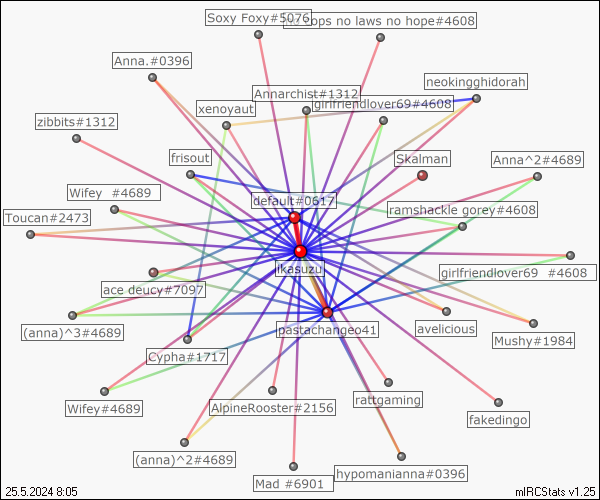 Soxy Foxy#5076
cops no laws no hope#4608
Anna.#0396
neokingghidorah
Annarchist#1312
girlfriendlover69#4608
xenoyaut
zibbits#1312
frisout
Skalman
Anna^2#4689
Wifey  #4689
default#0617
Toucan#2473
ramshackle gorey#4608
ikasuzu
girlfriendlover69  #4608
ace deucy#7097
pastachangeo41
avelicious
(anna)^3#4689
Mushy#1984
Cypha#1717
rattgaming
Wifey#4689
AlpineRooster#2156
fakedingo
(anna)^2#4689
hypomanianna#0396
Mad #6901
25.5.2024 8:05
mIRCStats v1.25